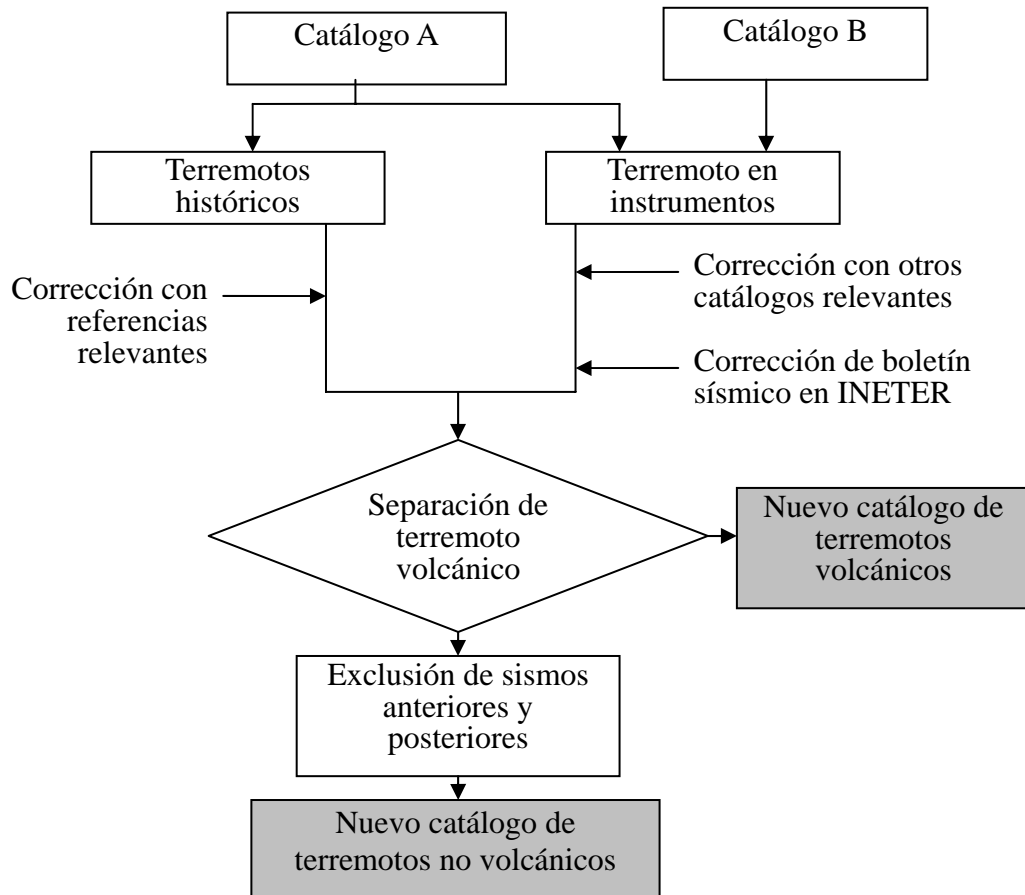 Catálogo A
Catálogo B
Terremotos
históricos
Terremoto en
instrumentos
Corrección con
referencias
relevantes
Corrección con otros
catálogos relevantes
Corrección de boletín
sísmico en INETER
Separación de
terremoto
volcánico
Nuevo catálogo de
terremotos
volcánicos
Exclusión de sismos
anteriores y
posteriores
Nuevo catálogo de
terremotos no volcánicos